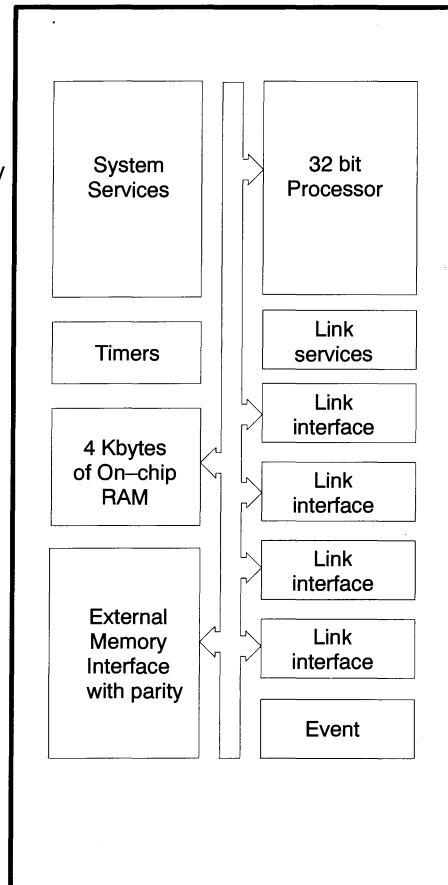 System
Services
32 bit
Processor
Timers
Link
services
4 Kbytes
of On–chip
RAM
Link
interface
Link
interface
External
Memory
Interface
with parity
Link
interface
Link
interface
Event